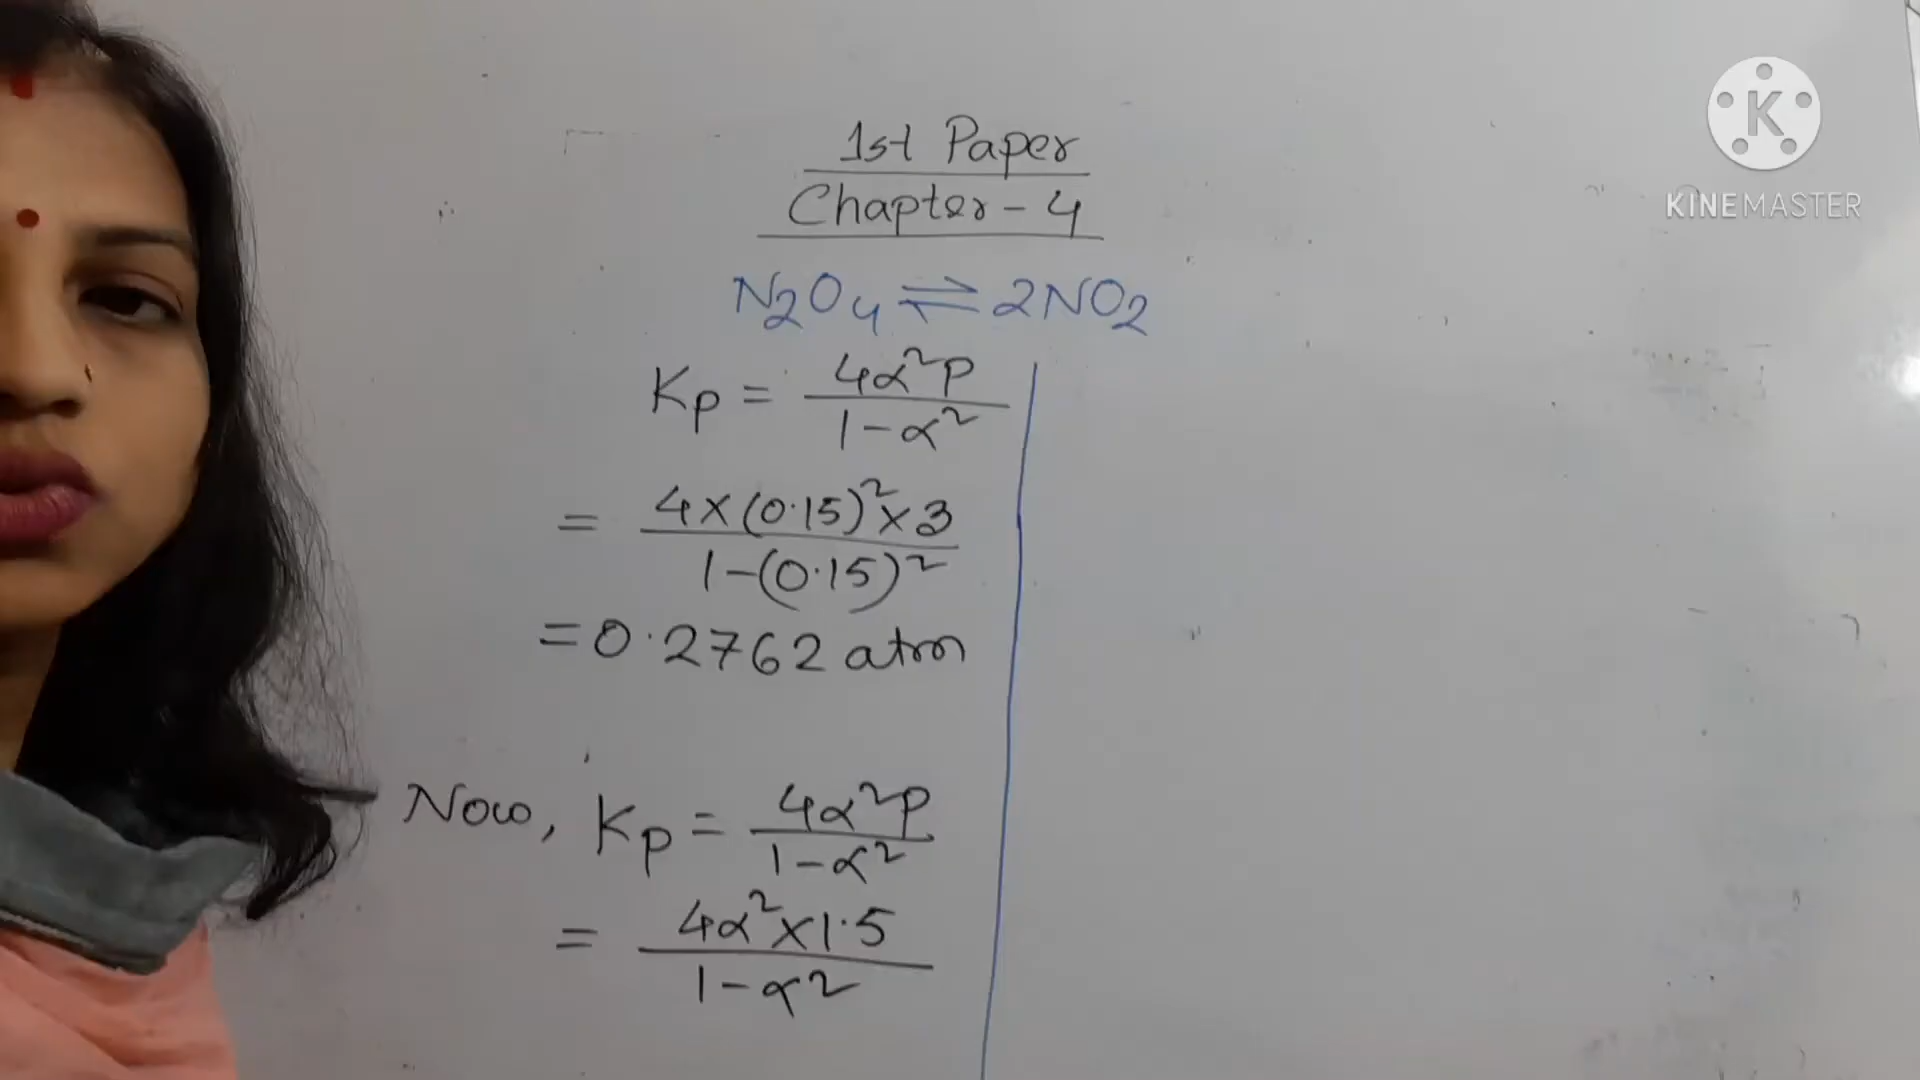 1st Paper
Chapter - 4
N2O4 ⇌ 2NO2
Kp = 4α²P / 1-α²
= 4×(0.15)²×3 / 1-(0.15)²
=0.2762 atm
Now, Kp = 4α²P / 1-α²
= 4α²×1.5 / 1-α²
K
KINEMASTER